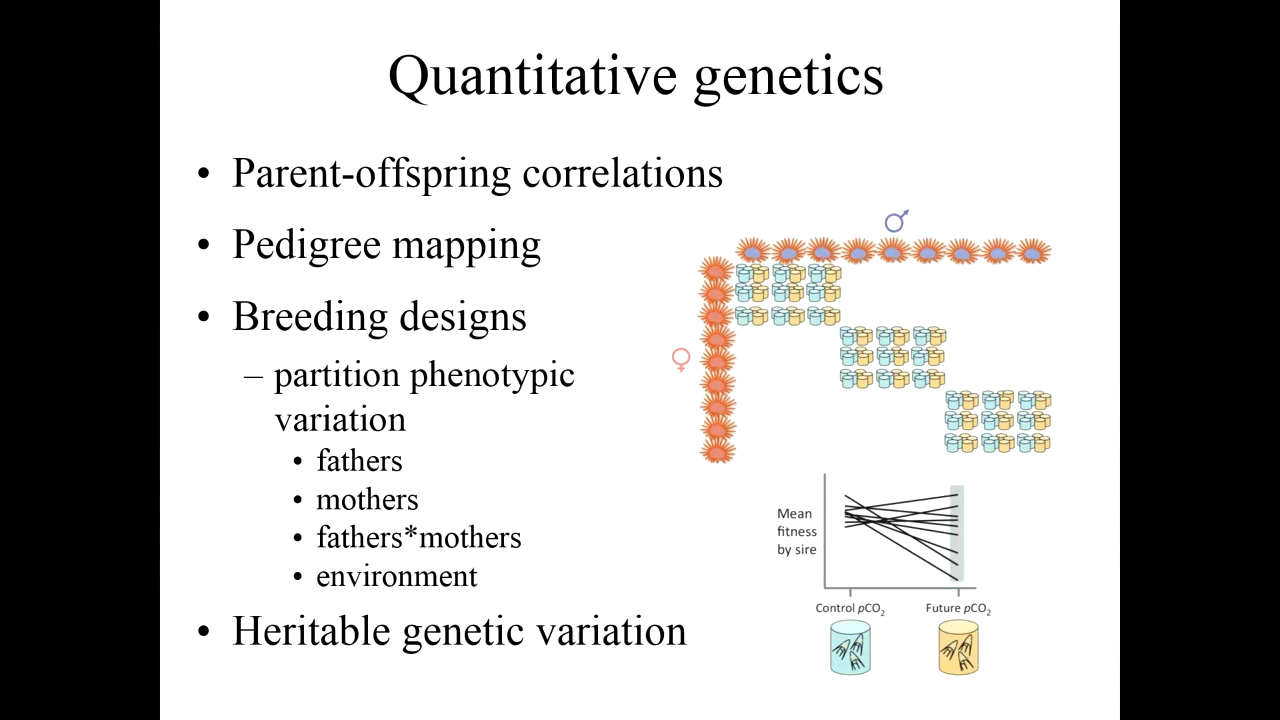 Quantitative genetics
• Parent-offspring correlations
• Pedigree mapping
• Breeding designs
– partition phenotypic
variation
• fathers
• mothers
• fathers*mothers
• environment
• Heritable genetic variation
♂
♀
Mean
fitness
by sire
Control pCO₂
Future pCO₂